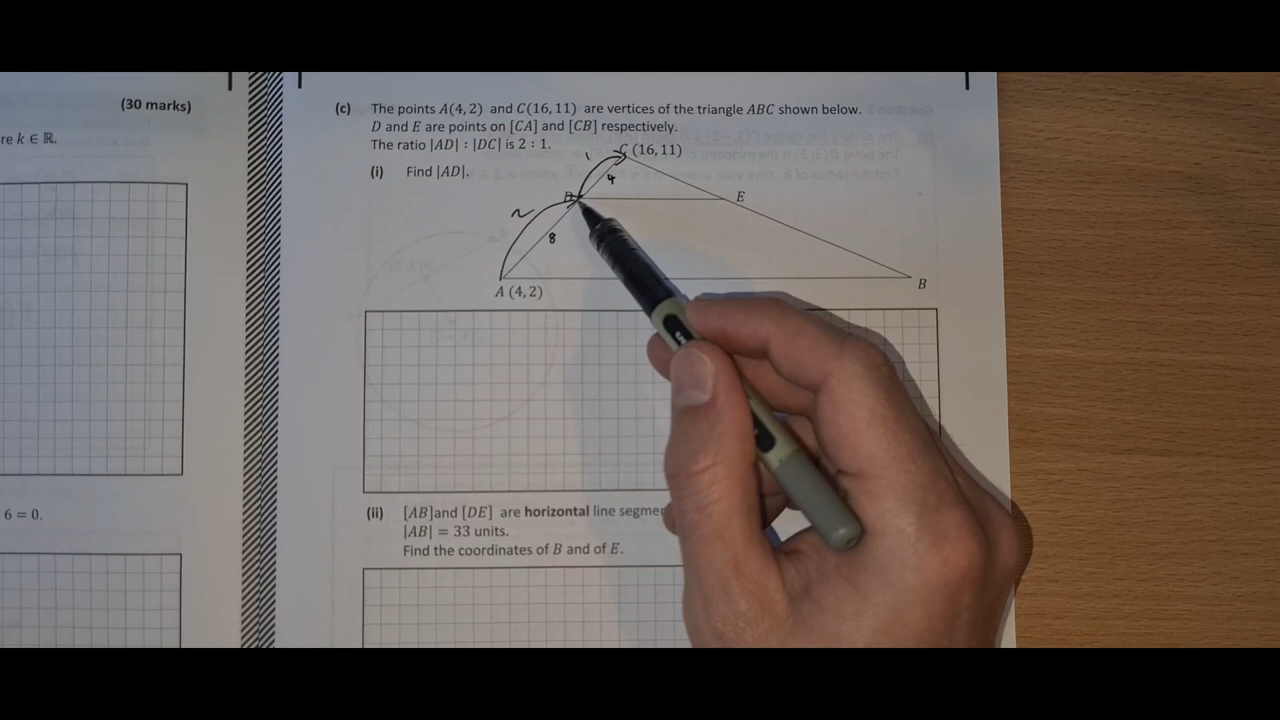 (30 marks)
re k ∈ ℝ.
6 = 0.
(c) The points A(4, 2) and C(16, 11) are vertices of the triangle ABC shown below.
D and E are points on [CA] and [CB] respectively.
The ratio |AD| : |DC| is 2 : 1.
(i) Find |AD|.
C (16, 11)
1
4
D
E
2
8
A (4, 2)
B
(ii) [AB]and [DE] are horizontal line segme
|AB| = 33 units.
Find the coordinates of B and of E.